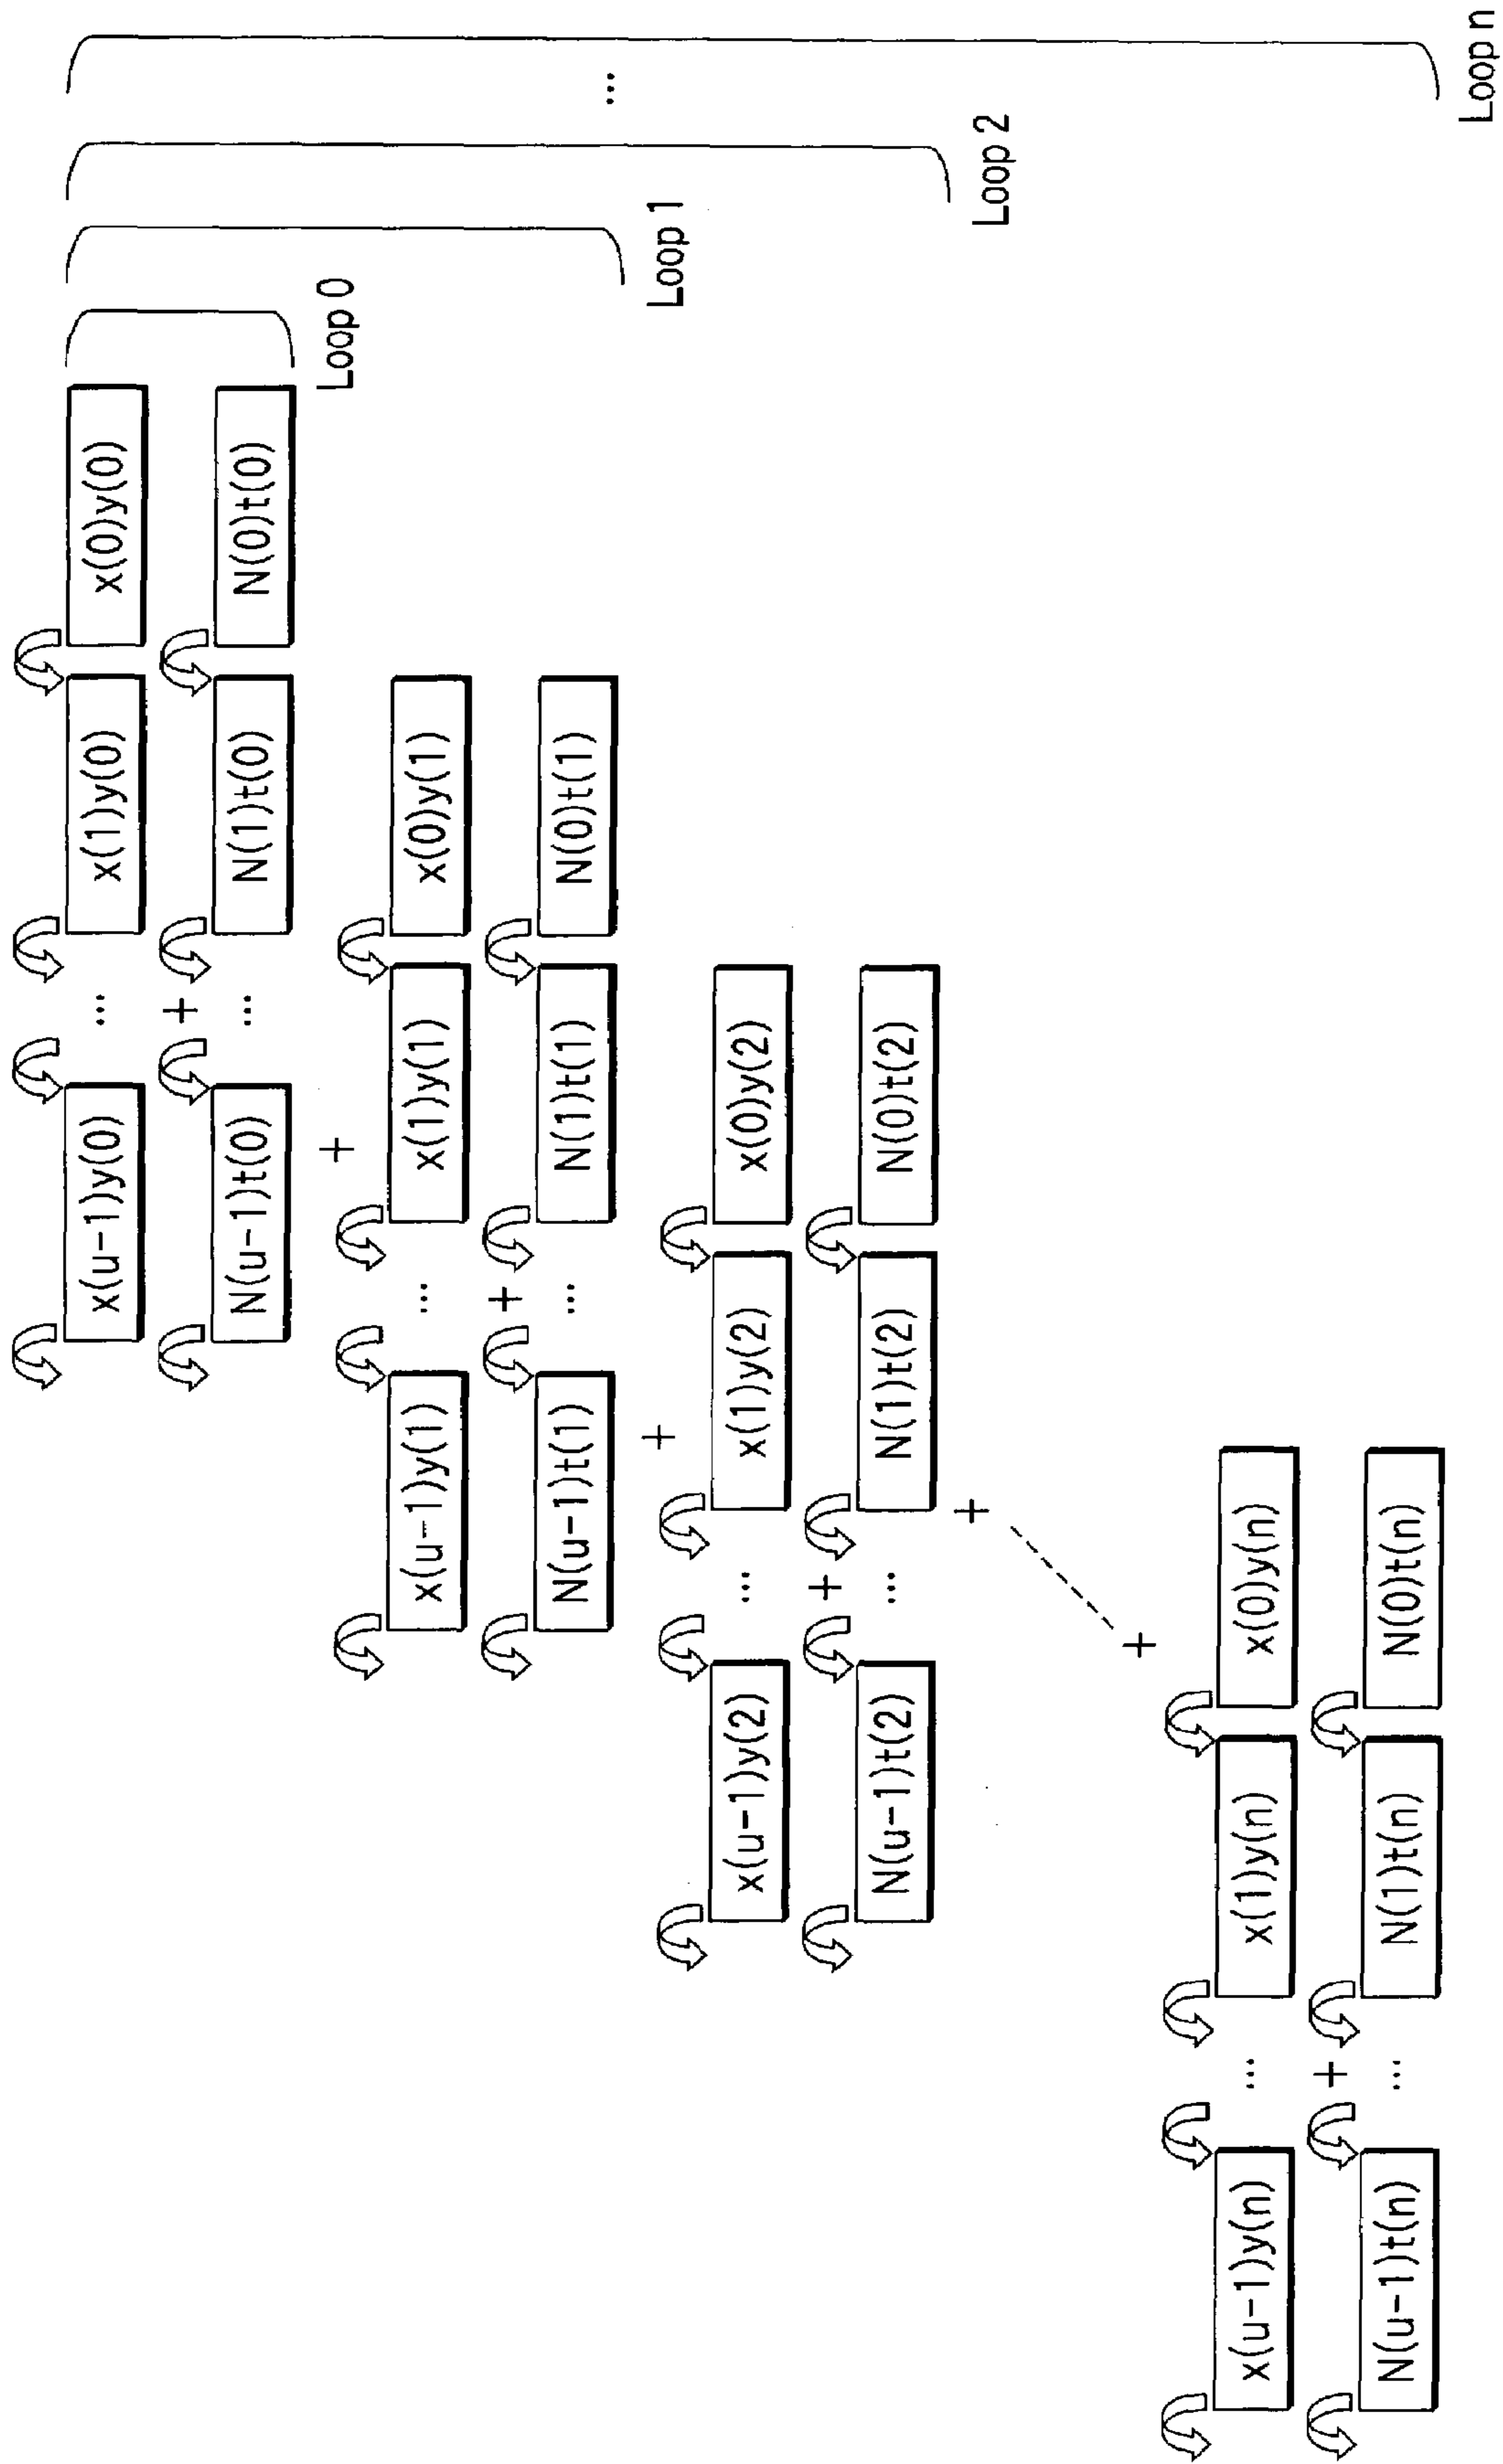 x(u-1)y(0) ... x(1)y(0) x(0)y(0)
+
N(u-1)t(0) ... N(1)t(0) N(0)t(0)
+ Loop 0
x(u-1)y(1) ... x(1)y(1) x(0)y(1)
+
N(u-1)t(1) ... N(1)t(1) N(0)t(1)
...
+ Loop 1
x(u-1)y(2) ... x(1)y(2) x(0)y(2)
+
N(u-1)t(2) ... N(1)t(2) N(0)t(2)
+ Loop 2
+
x(u-1)y(n) ... x(1)y(n) x(0)y(n)
+
N(u-1)t(n) ... N(1)t(n) N(0)t(n)
Loop n